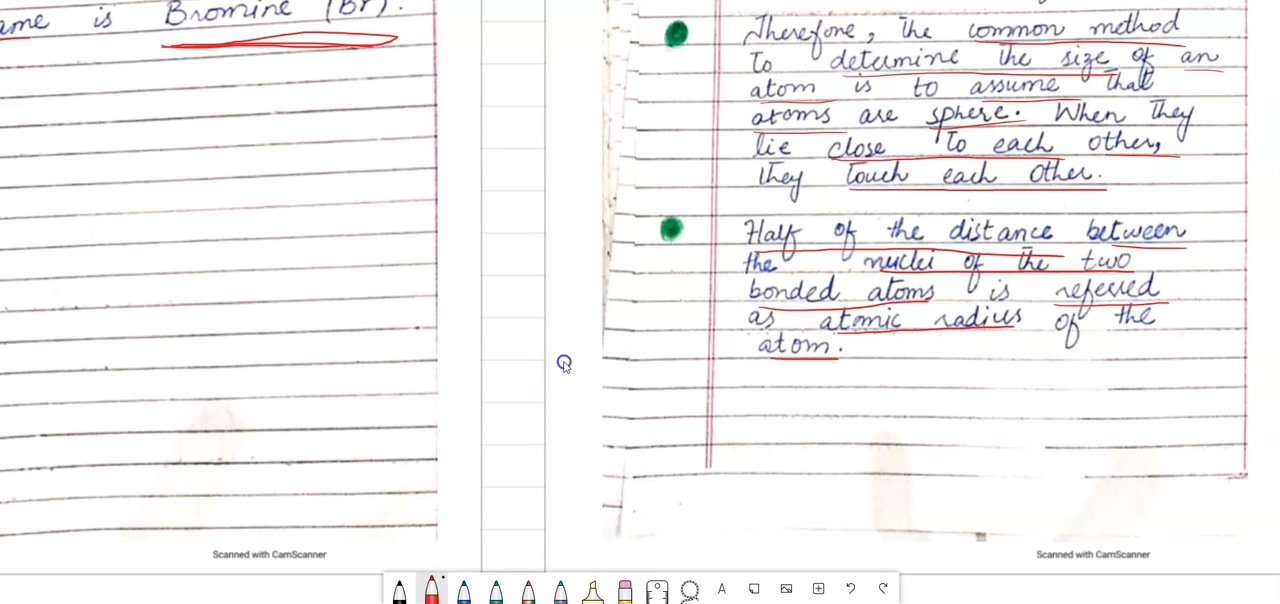 ame is Bromine (Br).
Therefore, the common method
To determine the size of an
atom is to assume that
atoms are sphere. When they
lie close To each other,
They Touch each other.
Half of the distance between
the nuclei of the two
bonded atoms is referred
as atomic radius of the
atom.
Scanned with CamScanner
Scanned with CamScanner
A